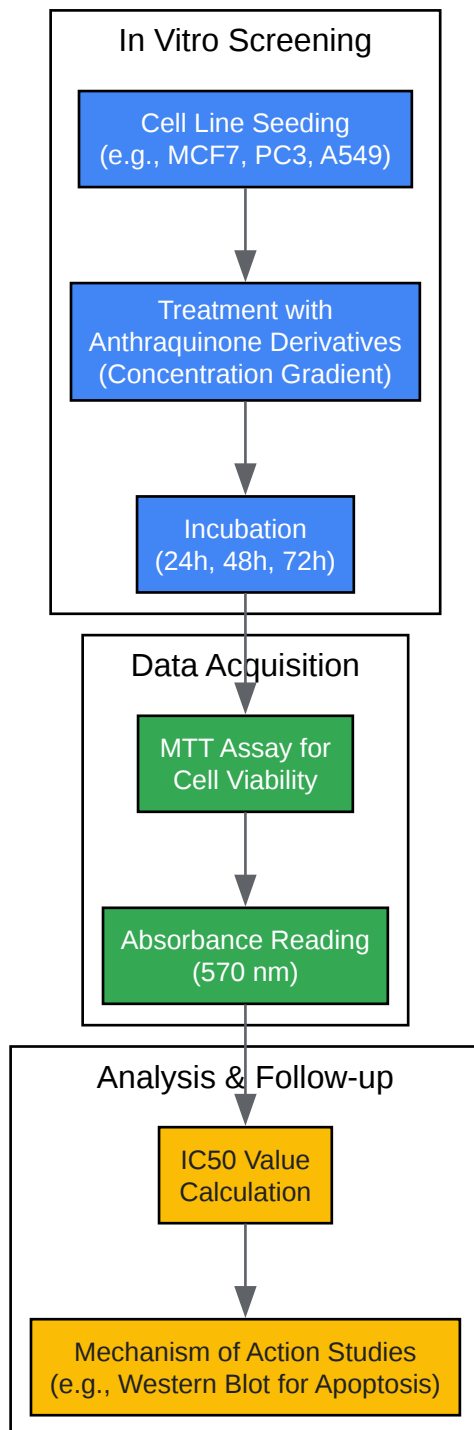 In Vitro Screening
Cell Line Seeding
(e.g., MCF7, PC3, A549)
Treatment with
Anthraquinone Derivatives
(Concentration Gradient)
Incubation
(24h, 48h, 72h)
Data Acquisition
MTT Assay for
Cell Viability
Absorbance Reading
(570 nm)
Analysis & Follow-up
IC50 Value
Calculation
Mechanism of Action Studies
(e.g., Western Blot for Apoptosis)